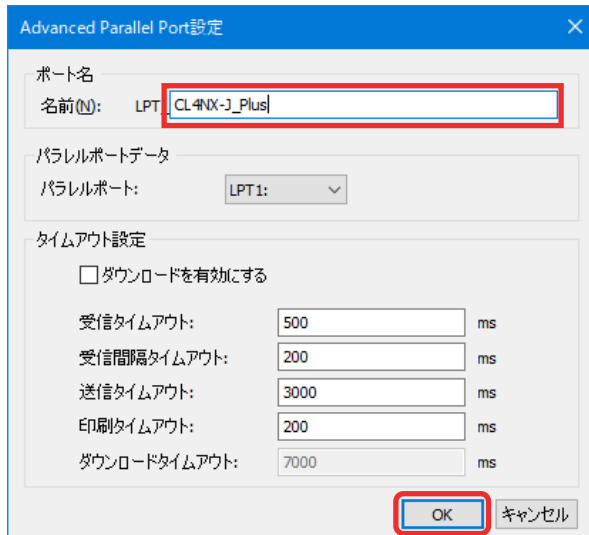 Advanced Parallel Port設定
ポート名
名前(N): LPT_ CL4NX-J_Plus
パラレルポートデータ
パラレルポート: LPT1:
タイムアウト設定
ダウンロードを有効にする
受信タイムアウト: 500 ms
受信間隔タイムアウト: 200 ms
送信タイムアウト: 3000 ms
印刷タイムアウト: 200 ms
ダウンロードタイムアウト: 7000 ms
OK キャンセル